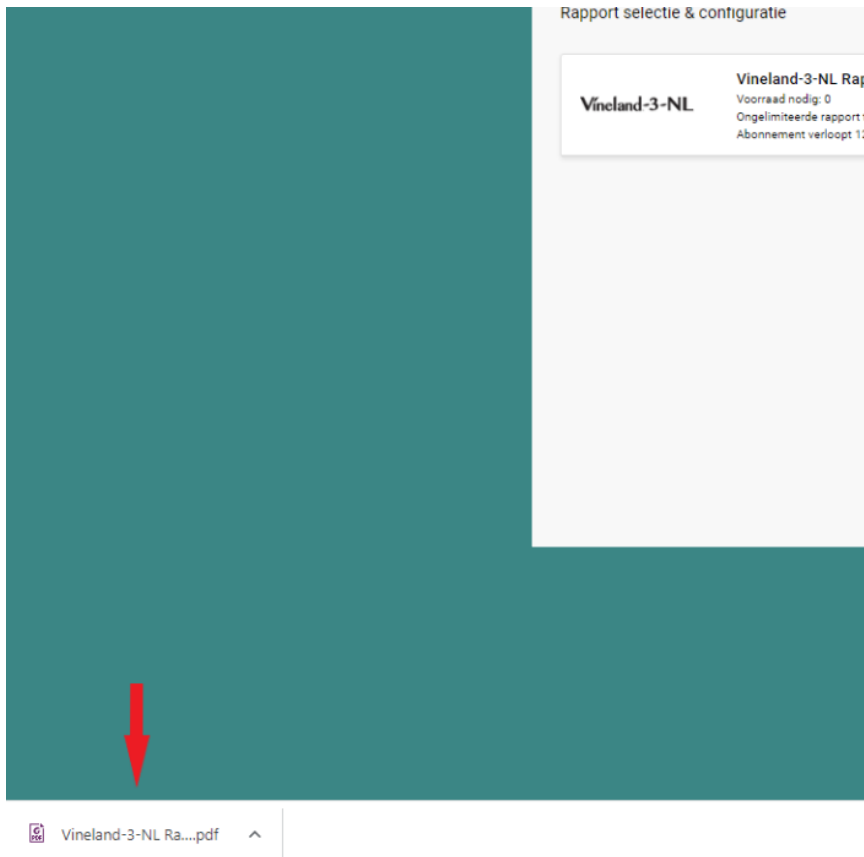 Rapport selectie & configuratie
Vineland-3-NL
Vineland-3-NL
Voorraad nodig: 0
Ongelimiteerde rapport
Abonnement verloopt
Vineland-3-NL Ra....pdf